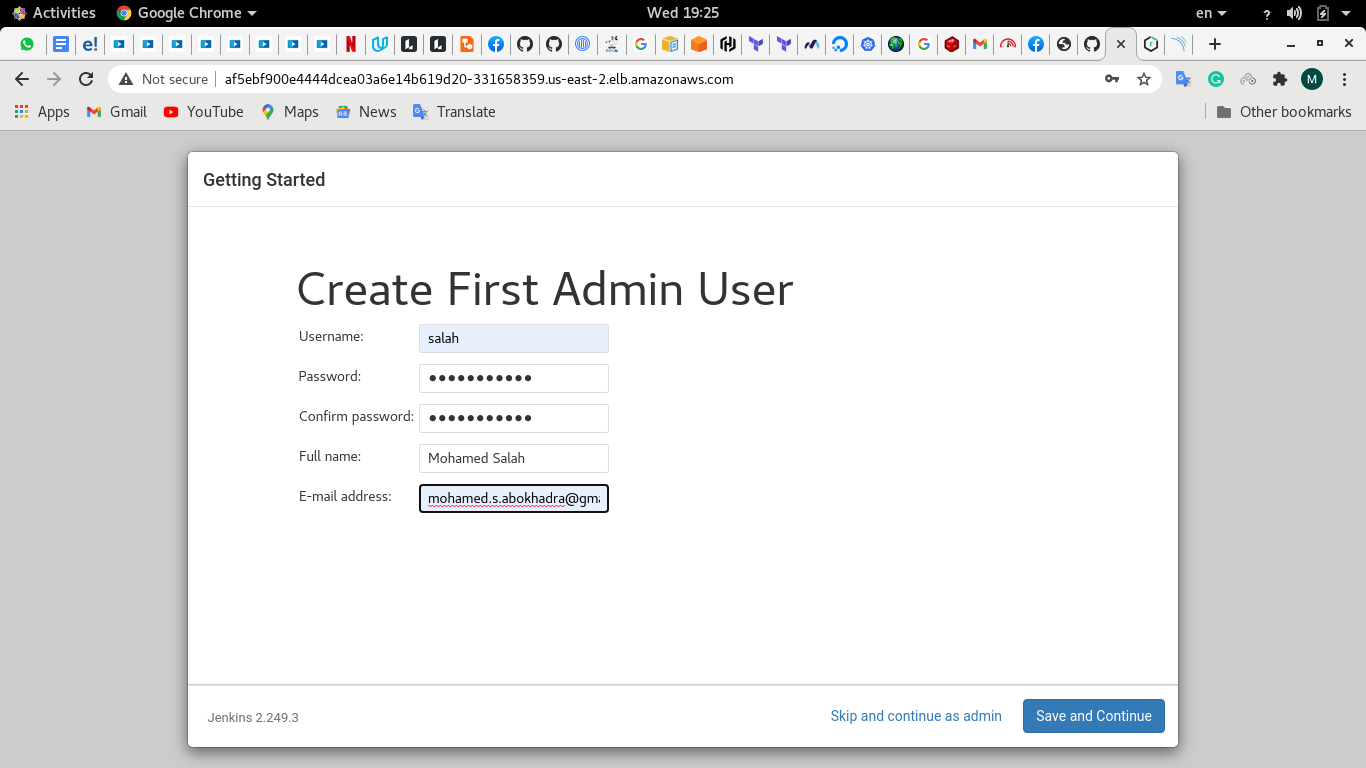 Activities Google Chrome Wed 19:25 en ?
Not secure af5ebf900e4444dcea03a6e14b619d20-331658359.us-east-2.elb.amazonaws.com M
Apps Gmail YouTube Maps News Translate Other bookmarks
Getting Started
Create First Admin User
Username: salah
Password: ●●●●●●●●●●●
Confirm password: ●●●●●●●●●●●
Full name: Mohamed Salah
E-mail address: mohamed.s.abokhadra@gma
Jenkins 2.249.3 Skip and continue as admin Save and Continue